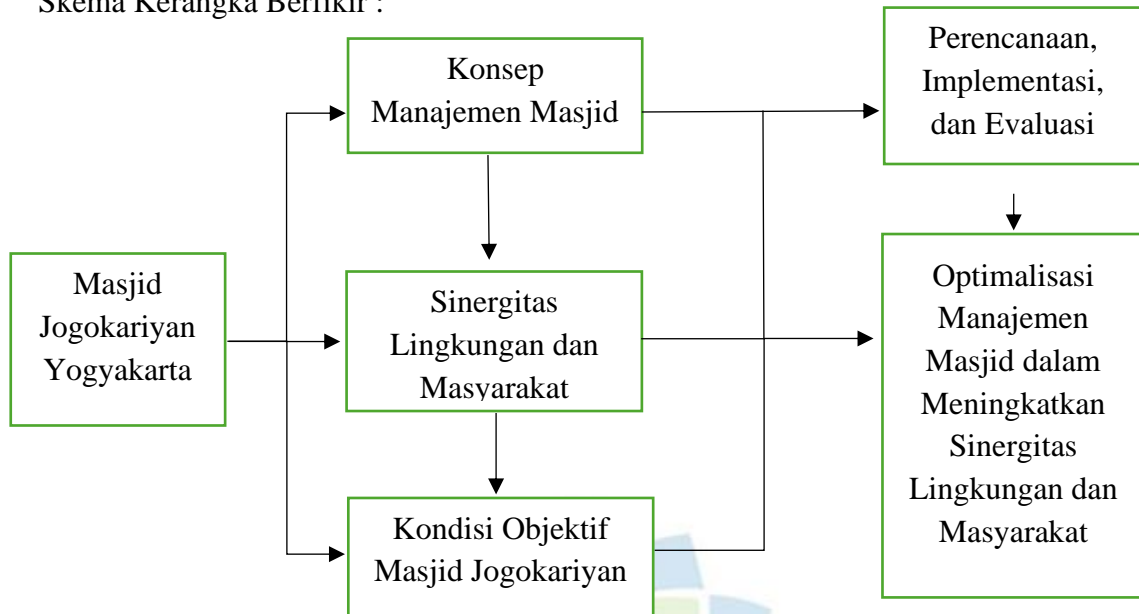 Skema Kerangka Berfikir :
Konsep
Manajemen Masjid
Perencanaan,
Implementasi,
dan Evaluasi
Masjid
Jogokariyan
Yogyakarta
Sinergitas
Lingkungan dan
Masyarakat
Optimalisasi
Manajemen
Masjid dalam
Meningkatkan
Sinergitas
Lingkungan dan
Masyarakat
Kondisi Objektif
Masjid Jogokariyan